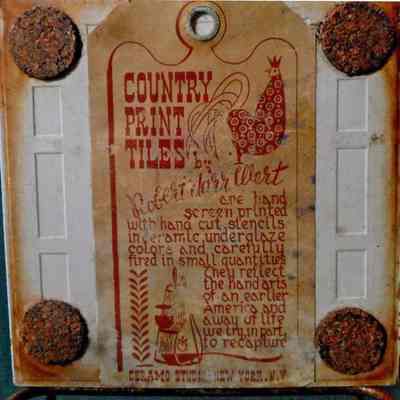 COUNTRY
PRINT
TILES by
Robert Darr Wert
are hand
screen printed
with hand cut stencils
in ceramic underglaze
colors and carefully
fired in small quantities
They reflect
the hand arts
of an earlier
America and
a way of life
we try, in part,
to recapture
CERAMO STUDIO NEW YORK, N.Y